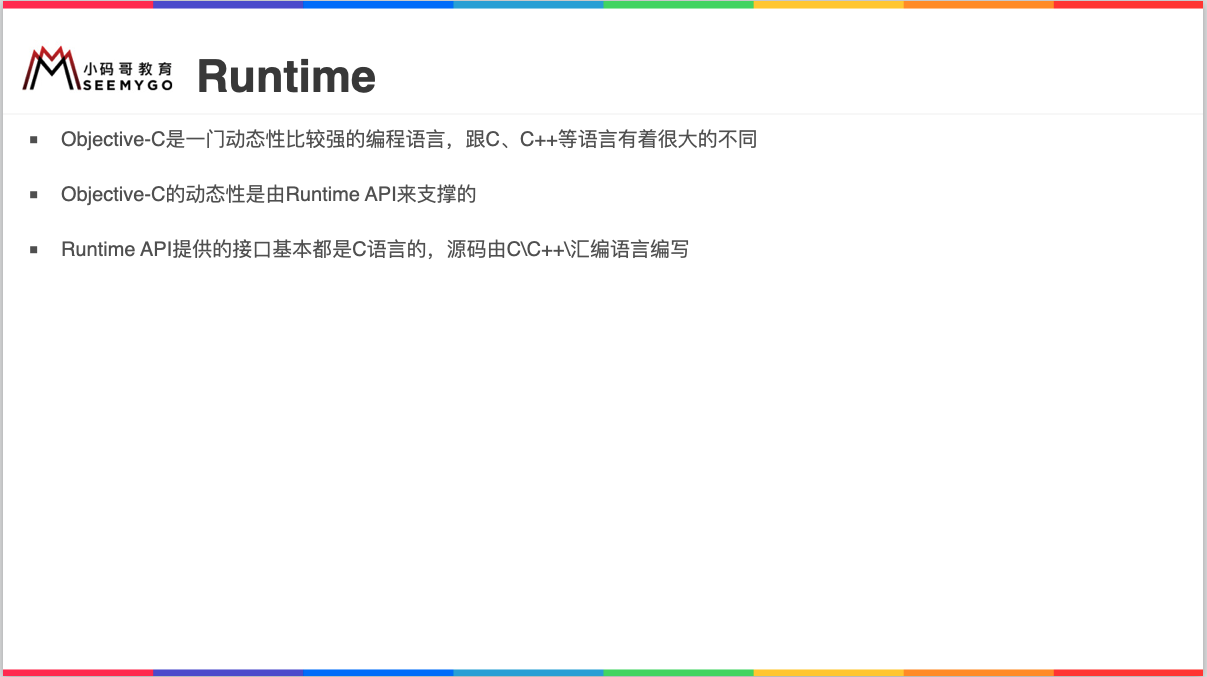 小码哥教育
SEEMYGO
Runtime
Objective-C是一门动态性比较强的编程语言，跟C、C++等语言有着很大的不同
Objective-C的动态性是由Runtime API来支撑的
Runtime API提供的接口基本都是C语言的，源码由C\C++\汇编语言编写